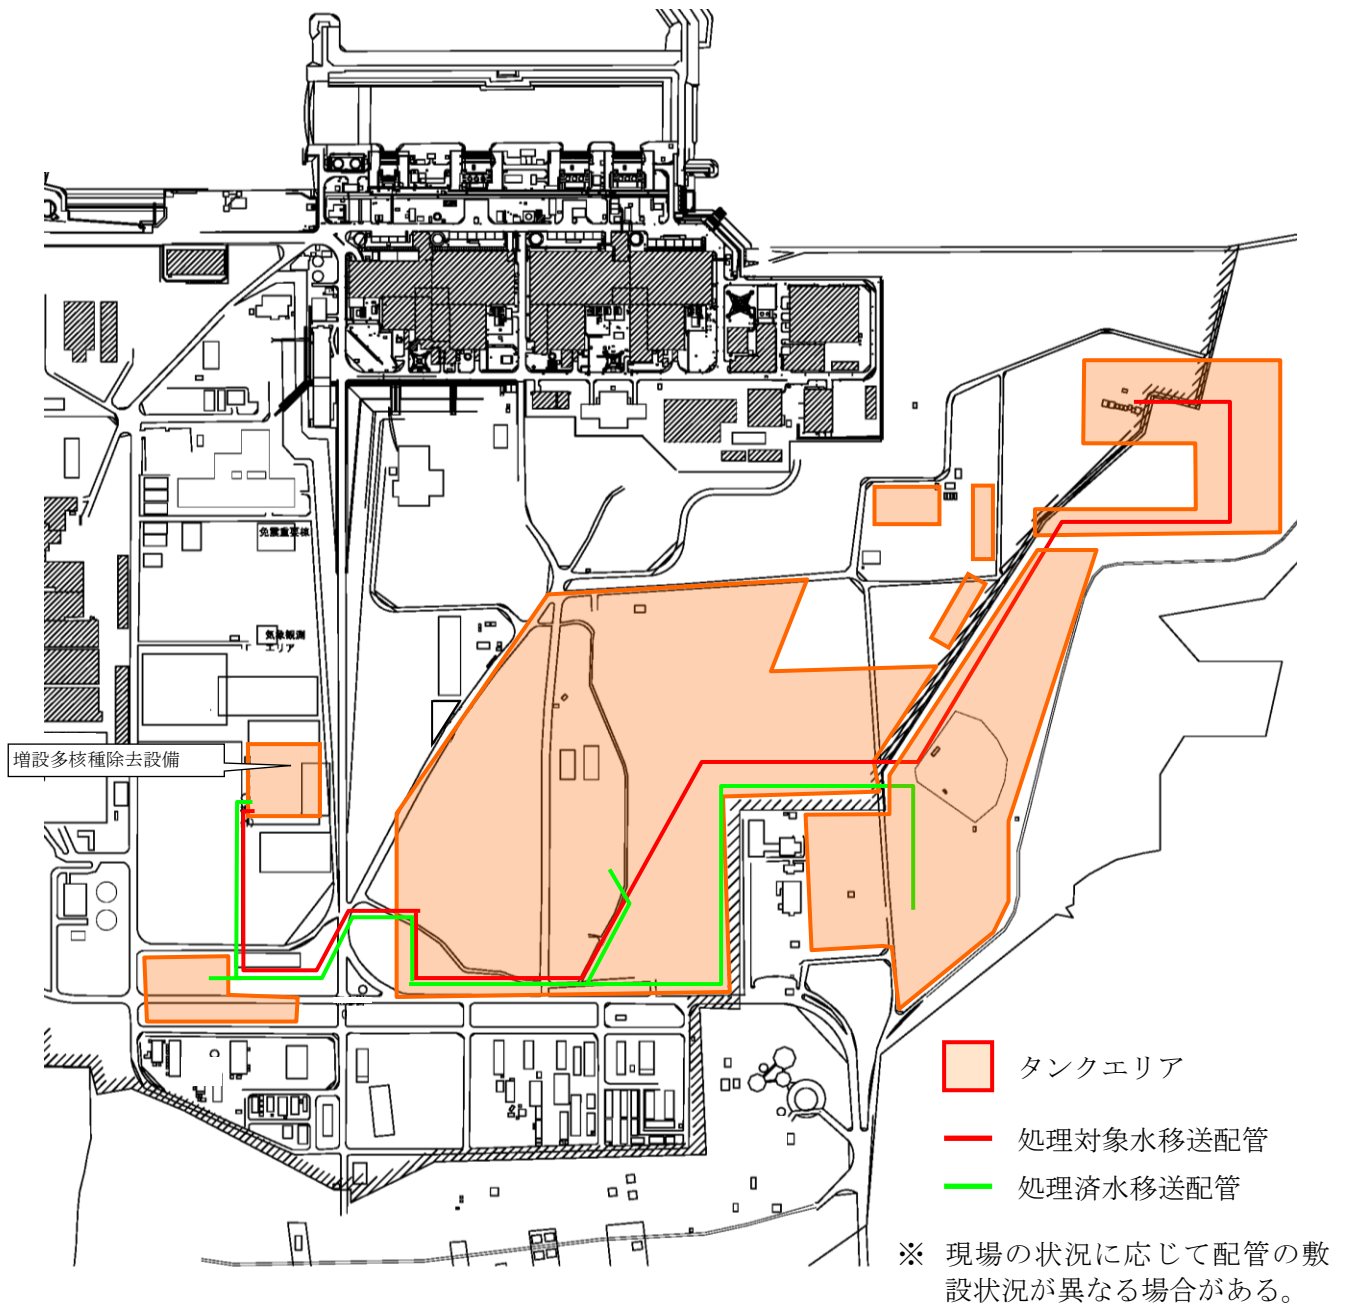 免震重要棟
気象観測
エリア
増設多核種除去設備
タンクエリア
処理対象水移送配管
処理済水移送配管
※ 現場の状況に応じて配管の敷
設状況が異なる場合がある。